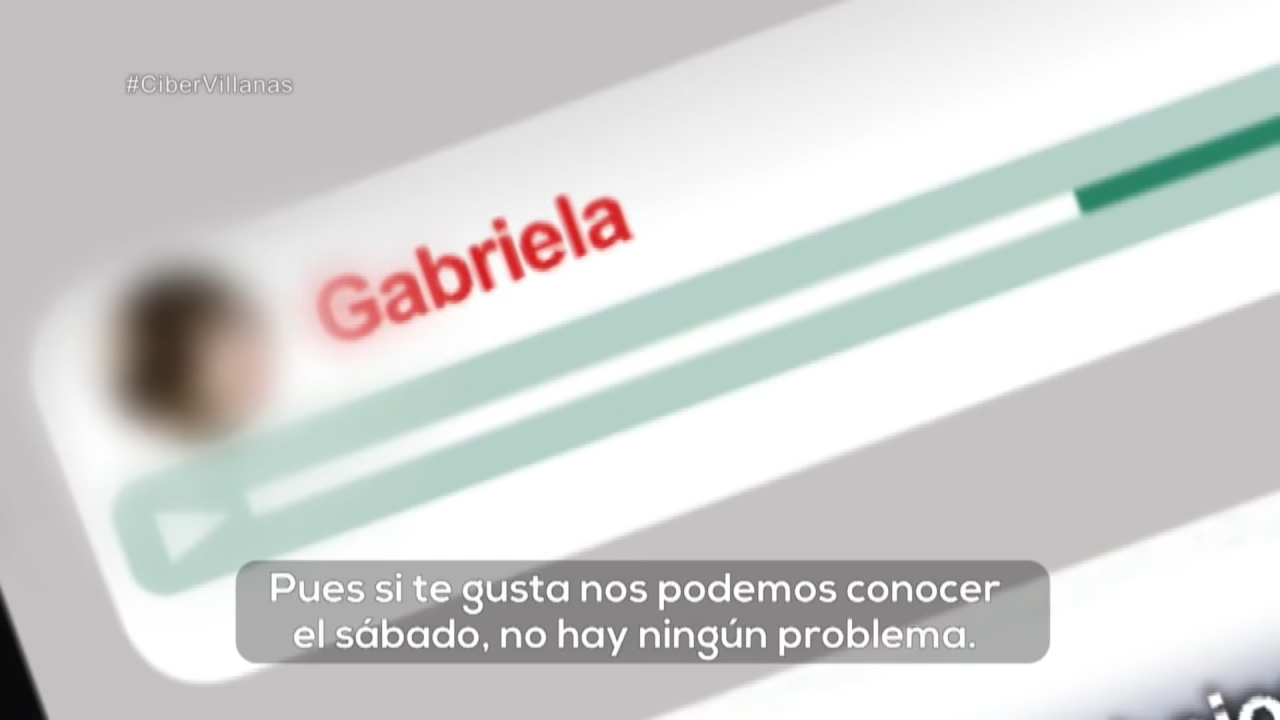 #CiberVillanas
Gabriela
Pues si te gusta nos podemos conocer
el sábado, no hay ningún problema.